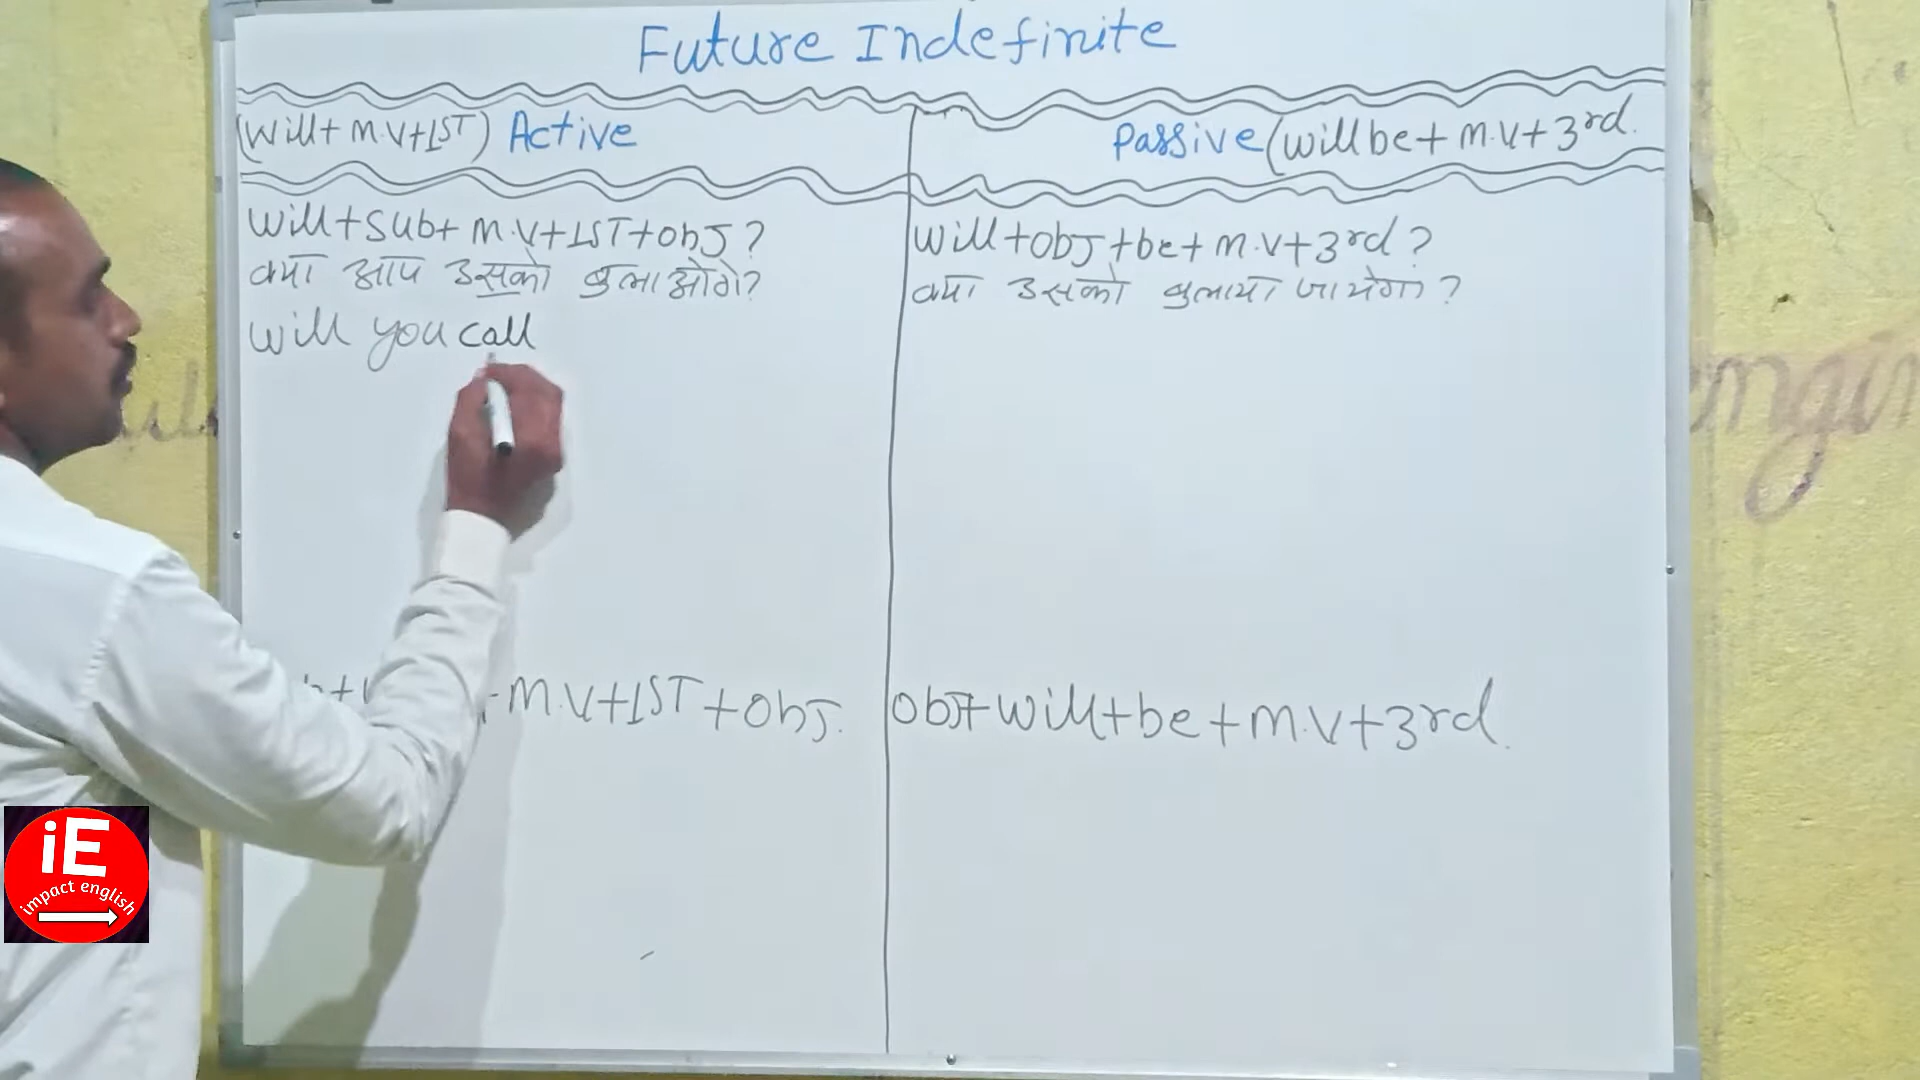 Future Indefinite
(Will + M.V + 1ST) Active
Passive (will be + M.V + 3rd.
Will + Sub + M.V + 1ST + Obj ?
क्या आप उसको बुलाओगे?
Will you call
Will + Obj + be + M.V + 3rd ?
क्या उसको बुलाया जायेगा ?
M.V + 1ST + Obj.
Obj + will + be + M.V + 3rd.
iE
impact english